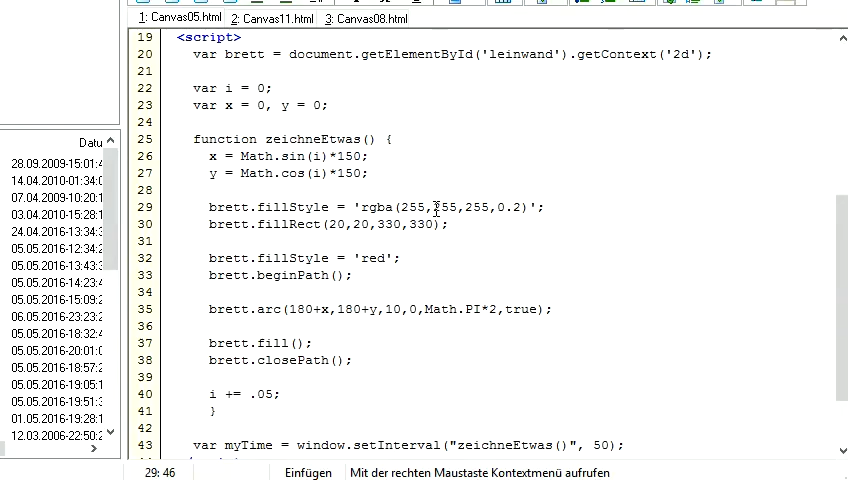 1: Canvas05.html 2: Canvas11.html 3: Canvas08.html
19 <script>
20 var brett = document.getElementById('leinwand').getContext('2d');
21
22 var i = 0;
23 var x = 0, y = 0;
24
25 function zeichneEtwas() {
26 x = Math.sin(i)*150;
27 y = Math.cos(i)*150;
28
29 brett.fillStyle = 'rgba(255,255,255,0.2)';
30 brett.fillRect(20,20,330,330);
31
32 brett.fillStyle = 'red';
33 brett.beginPath();
34
35 brett.arc(180+x,180+y,10,0,Math.PI*2,true);
36
37 brett.fill();
38 brett.closePath();
39
40 i += .05;
41 }
42
43 var myTime = window.setInterval("zeichneEtwas()", 50);
Datu
28.09.2009-15:01:4
14.04.2010-01:34:0
07.09.2009-10:20:1
03.04.2010-15:28:1
24.04.2016-13:34:3
05.05.2016-12:34:2
05.05.2016-13:43:3
05.05.2016-14:23:4
05.05.2016-15:09:2
06.05.2016-23:23:2
05.05.2016-18:32:4
05.05.2016-20:01:0
05.05.2016-18:57:2
05.05.2016-19:05:1
05.05.2016-19:51:3
01.05.2016-19:28:1
12.03.2006-22:50:2
29: 46 Einfügen Mit der rechten Maustaste Kontextmenü aufrufen